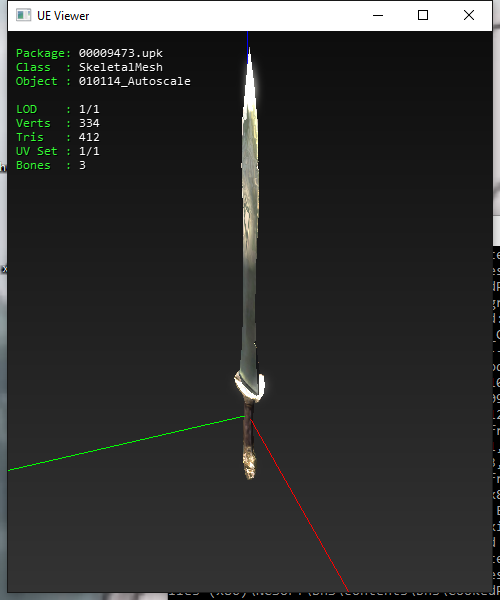 UE Viewer
Package: 00009473.upk
Class : SkeletalMesh
Object : 010114_Autoscale
LOD : 1/1
Verts : 334
Tris : 412
UV Set : 1/1
Bones : 3